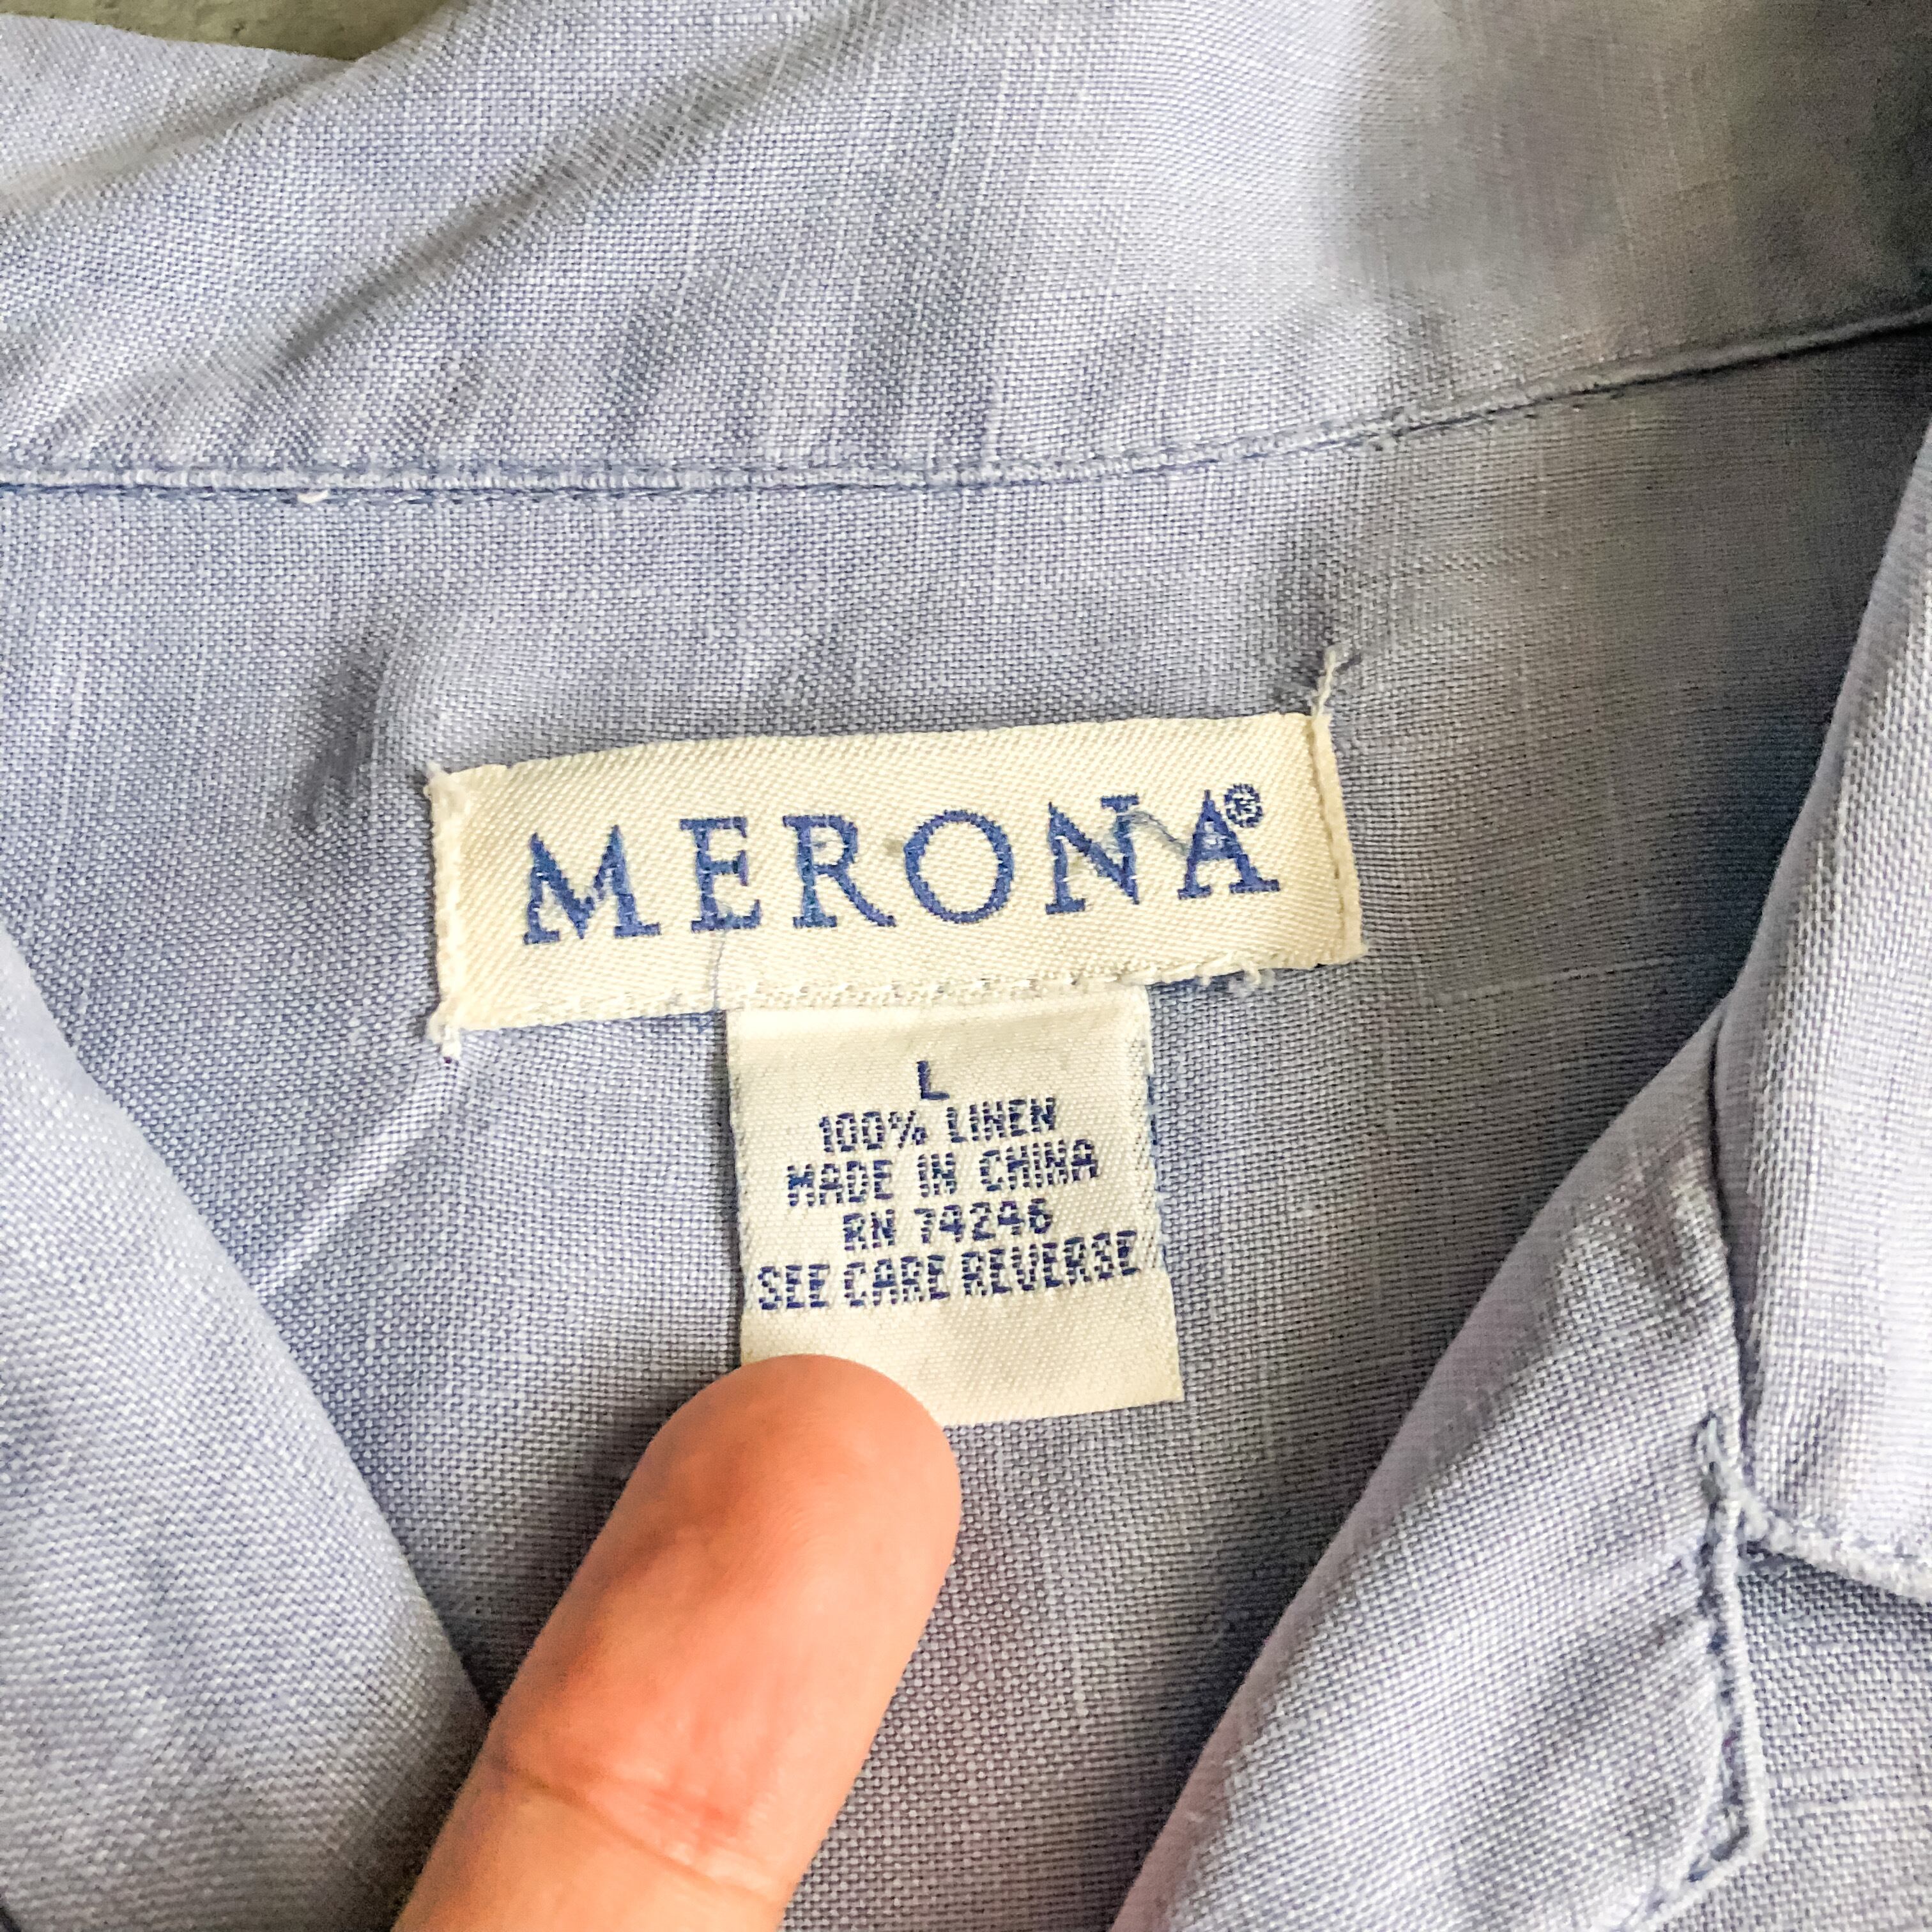 MERONA®
L
100% LINEN
MADE IN CHINA
RN 74246
SEE CARE REVERSE